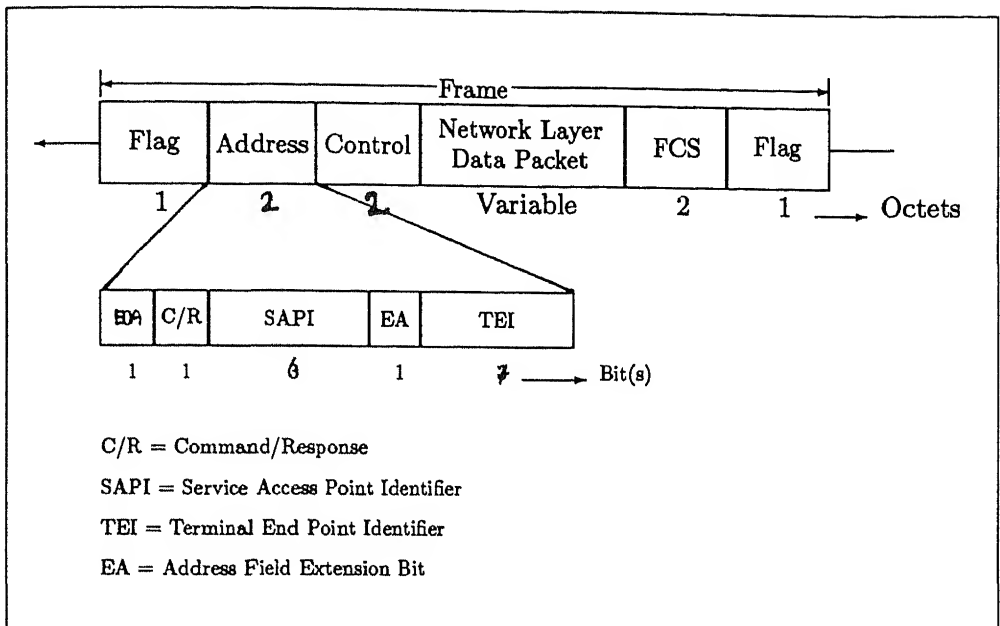 Frame
Flag Address Control Network Layer Data Packet FCS Flag
1 2 2 Variable 2 1 Octets
C/R SAPI EA TEI
1 1 6 1 7 Bit(s)
C/R = Command/Response
SAPI = Service Access Point Identifier
TEI = Terminal End Point Identifier
EA = Address Field Extension Bit